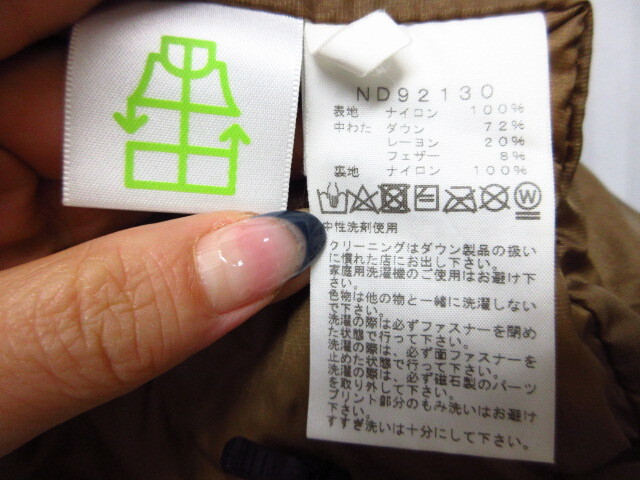 ND92130
表地 ナイロン 100%
中わた ダウン 72%
レーヨン 20%
フェザー 8%
裏地 ナイロン 100%
W
中性洗剤使用
クリーニングはダウン製品の扱い
に慣れた店にお出し下さい。
家庭用洗濯機のご使用はお避け下
さい。
色物は他の物と一緒に洗濯しない
で下さい。
洗濯の際は必ずファスナーを閉め
た状態で行って下さい。
洗濯の際は、必ず面ファスナーを
止めた状態で行って下さい。
洗濯の際は、必ず磁石製のパーツ
を取り外して下さい。
プリント部分のもみ洗いはお避け
下さい。
すすぎ洗いは十分にして下さい。